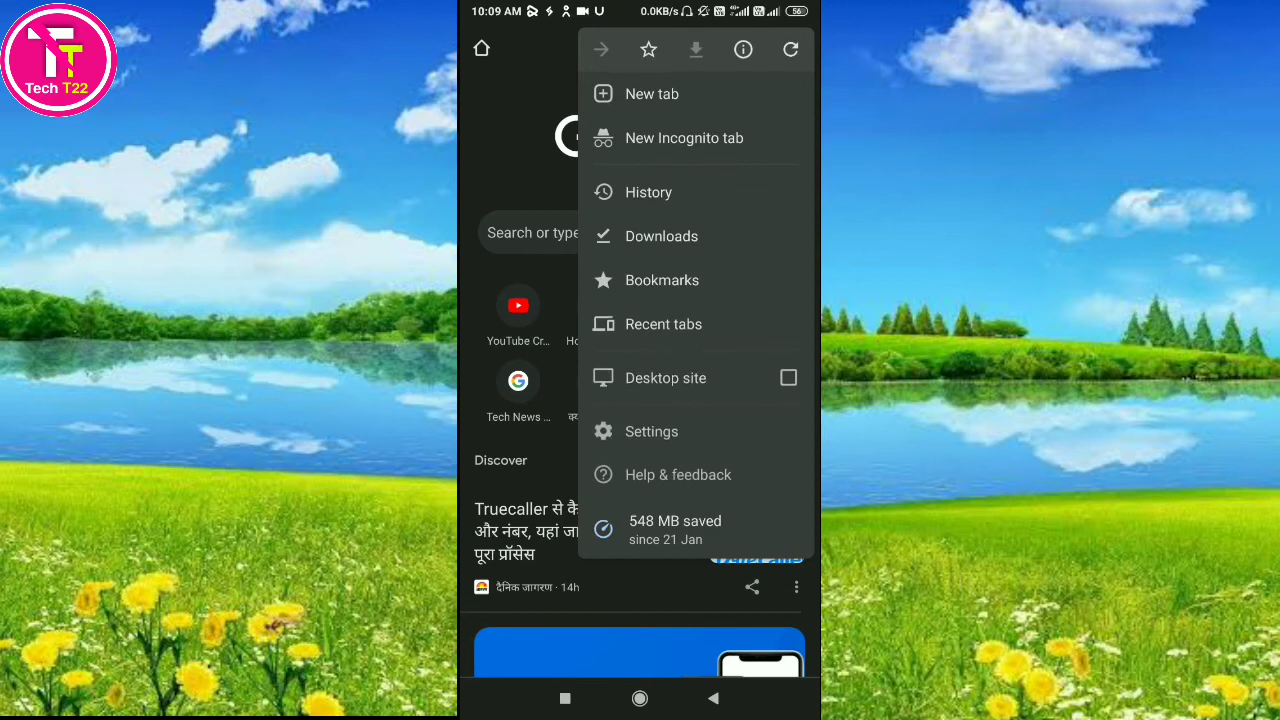 Tech T22
10:09 AM
0.0KB/s
4G+
56
New tab
New Incognito tab
History
Downloads
Search or type
Bookmarks
Recent tabs
YouTube Cr...
Desktop site
Tech News ...
Settings
Discover
Help & feedback
Truecaller से
548 MB saved
और नंबर, यहां
since 21 Jan
पूरा प्रॉसेस
दैनिक जागरण · 14h